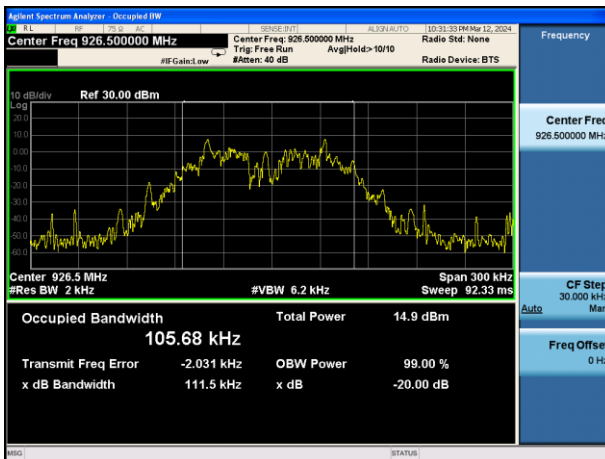 Agilent Spectrum Analyzer - Occupied BW
RL RF 75 Ω AC SENSE:INT ALIGN AUTO 10:31:33 PM Mar 12, 2024
Center Freq 926.500000 MHz
Center Freq: 926.500000 MHz
Radio Std: None
Trig: Free Run Avg|Hold:>10/10
#IFGain:Low
#Atten: 40 dB
Radio Device: BTS
10 dB/div Ref 30.00 dBm
Log
20.0
10.0
0.00
-10.0
-20.0
-30.0
-40.0
-50.0
-60.0
Center 926.5 MHz Span 300 kHz
#Res BW 2 kHz #VBW 6.2 kHz Sweep 92.33 ms
Occupied Bandwidth Total Power 14.9 dBm
105.68 kHz
Transmit Freq Error -2.031 kHz OBW Power 99.00 %
x dB Bandwidth 111.5 kHz x dB -20.00 dB
MSG STATUS
Frequency
Center Freq
926.500000 MHz
CF Step
30.000 kHz
Auto Man
Freq Offset
0 Hz